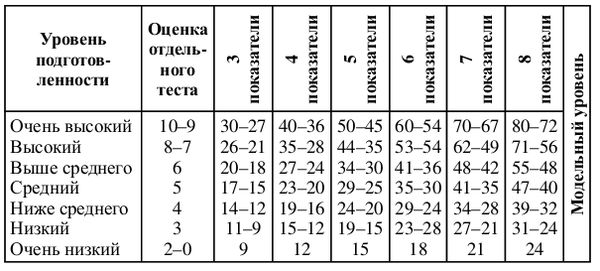 Уровень подготов-ленности | Оценка отдель-ного теста | 3 показатели | 4 показатели | 5 показатели | 6 показатели | 7 показатели | 8 показатели | Модельный уровень
Очень высокий | 10–9 | 30–27 | 40–36 | 50–45 | 60–54 | 70–67 | 80–72
Высокий | 8–7 | 26–21 | 35–28 | 44–35 | 53–54 | 62–49 | 71–56
Выше среднего | 6 | 20–18 | 27–24 | 34–30 | 41–36 | 48–42 | 55–48
Средний | 5 | 17–15 | 23–20 | 29–25 | 35–30 | 41–35 | 47–40
Ниже среднего | 4 | 14–12 | 19–16 | 24–20 | 29–24 | 34–28 | 39–32
Низкий | 3 | 11–9 | 15–12 | 19–15 | 23–28 | 27–21 | 31–24
Очень низкий | 2–0 | 9 | 12 | 15 | 18 | 21 | 24